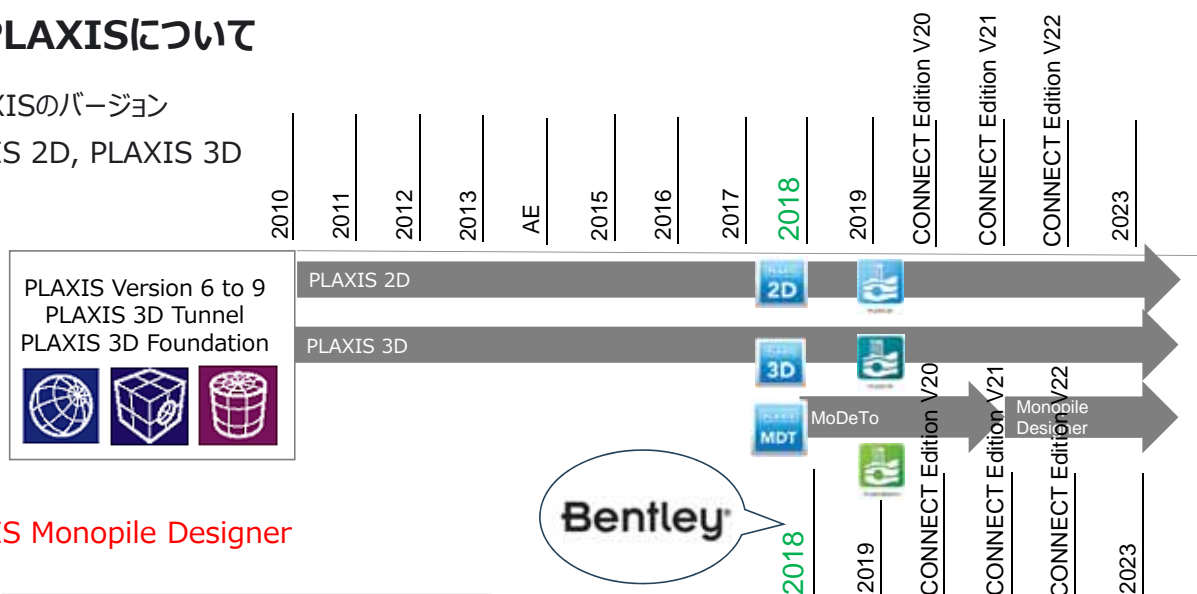 PLAXISについて
XISのバージョン
IS 2D, PLAXIS 3D
2010
2011
2012
2013
AE
2015
2016
2017
2018
2019
CONNECT Edition V20
CONNECT Edition V21
CONNECT Edition V22
2023
PLAXIS Version 6 to 9
PLAXIS 3D Tunnel
PLAXIS 3D Foundation
PLAXIS 2D
2D
PLAXIS 3D
3D
MDT
MoDeTo
Monopile
Designer
Bentley
IS Monopile Designer
2018
2019
CONNECT Edition V20
CONNECT Edition V21
CONNECT Edition V22
2023